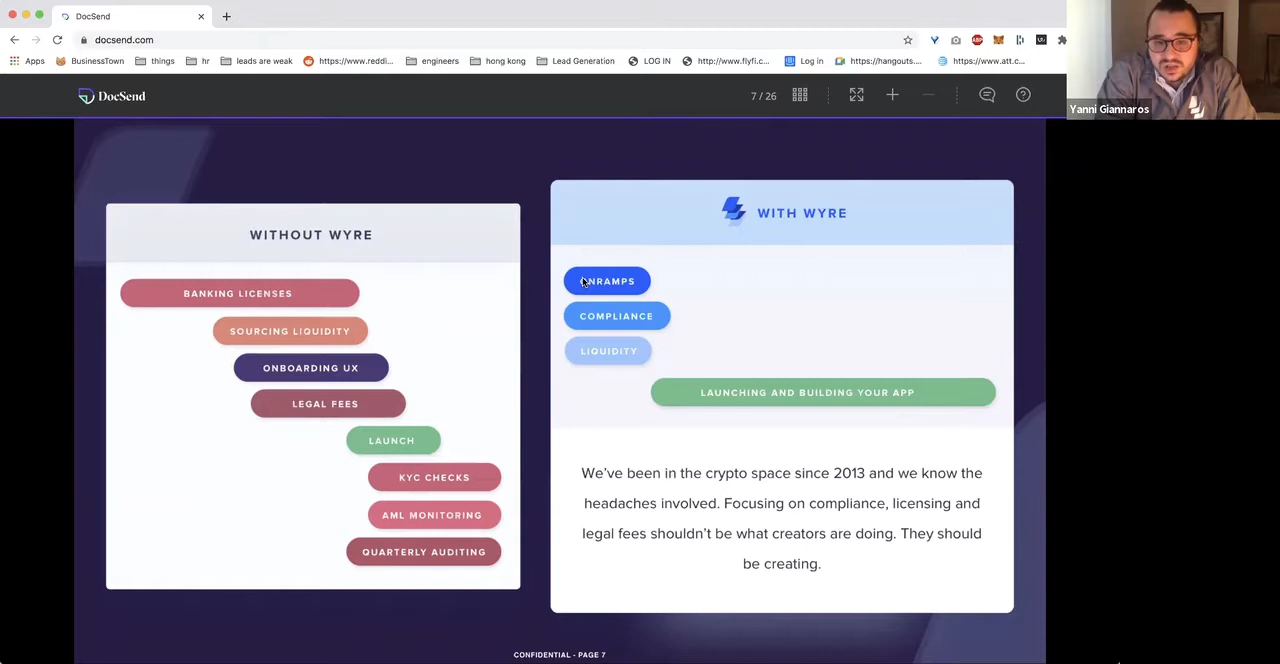 DocSend
docsend.com
Apps
BusinessTown
things
hr
leads are weak
https://www.reddi...
engineers
hong kong
Lead Generation
LOG IN
http://www.flyfi.c...
Log in
https://hangouts....
https://www.att.c...
DocSend
7 / 26
Yanni Giannaros
WITHOUT WYRE
BANKING LICENSES
SOURCING LIQUIDITY
ONBOARDING UX
LEGAL FEES
LAUNCH
KYC CHECKS
AML MONITORING
QUARTERLY AUDITING
WITH WYRE
ONRAMPS
COMPLIANCE
LIQUIDITY
LAUNCHING AND BUILDING YOUR APP
We’ve been in the crypto space since 2013 and we know the
headaches involved. Focusing on compliance, licensing and
legal fees shouldn’t be what creators are doing. They should
be creating.
CONFIDENTIAL - PAGE 7